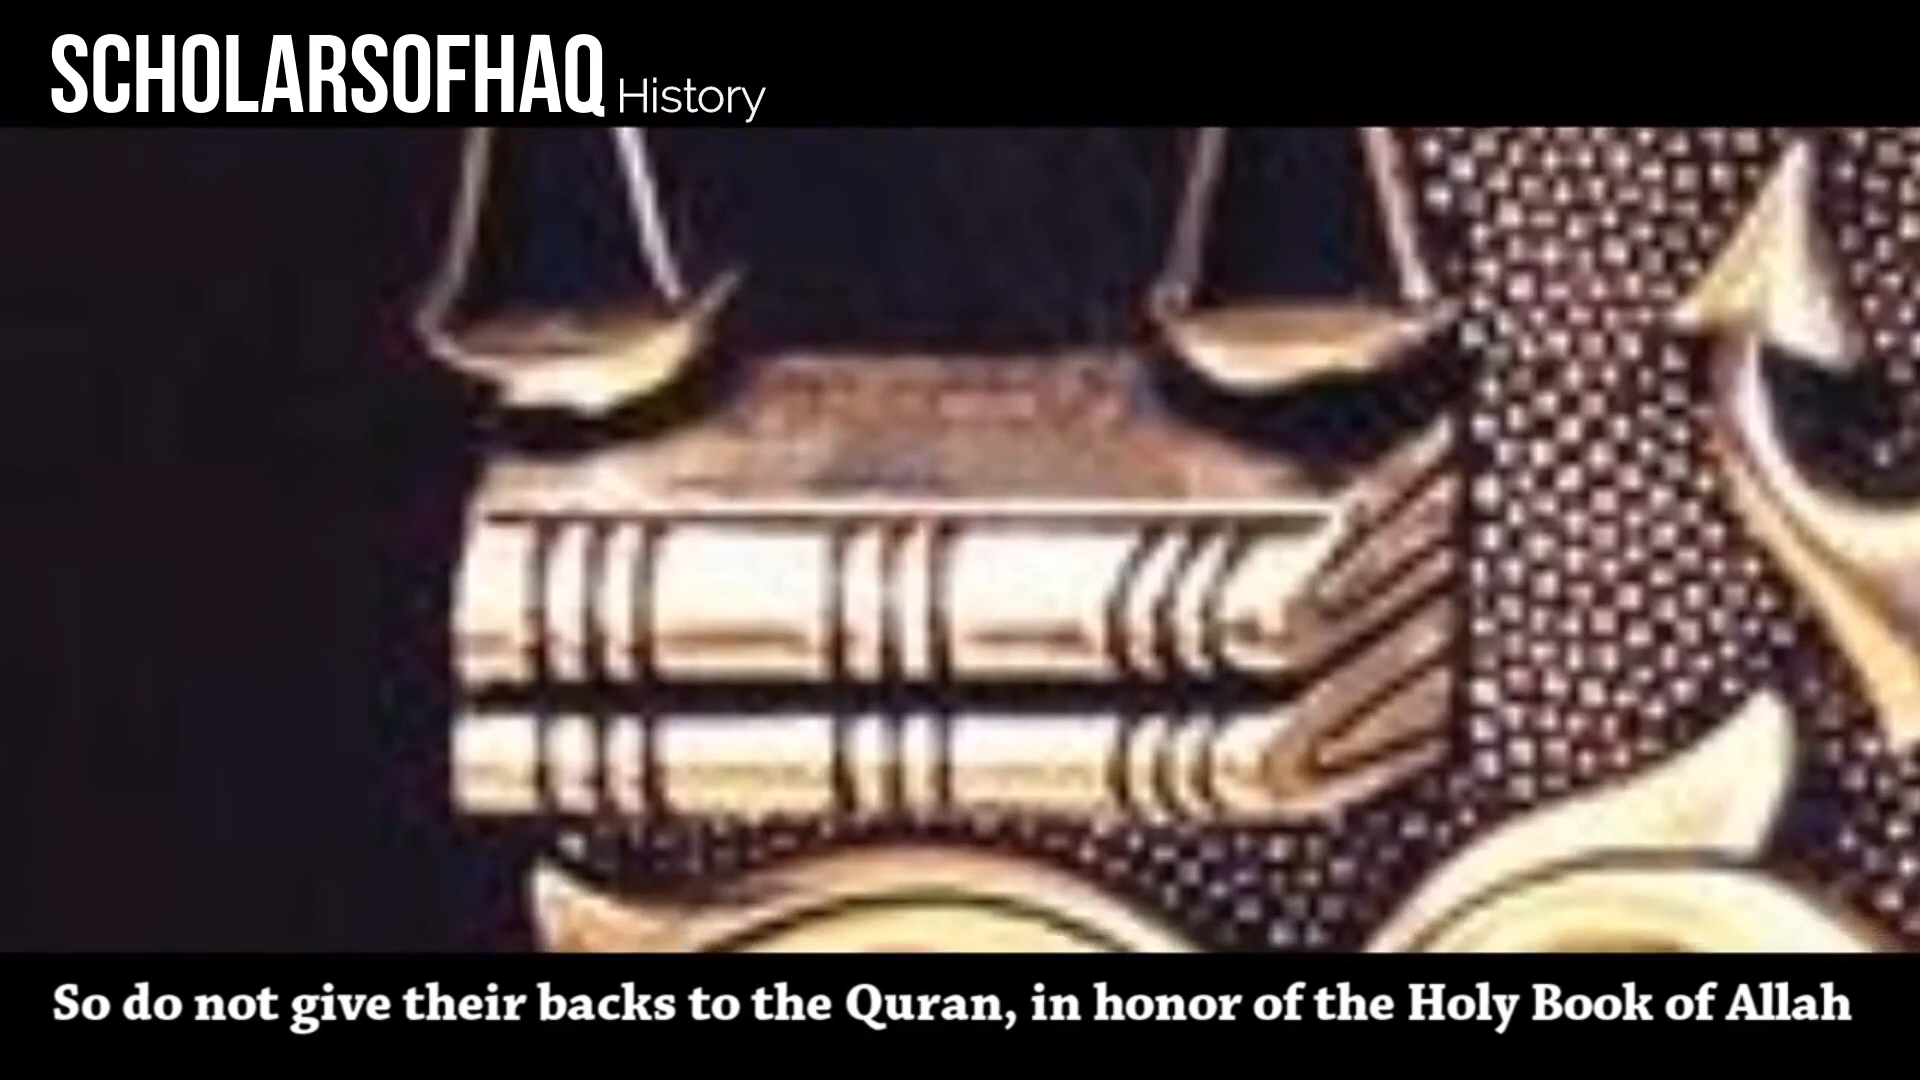 SCHOLARSOFHAQ History
So do not give their backs to the Quran, in honor of the Holy Book of Allah